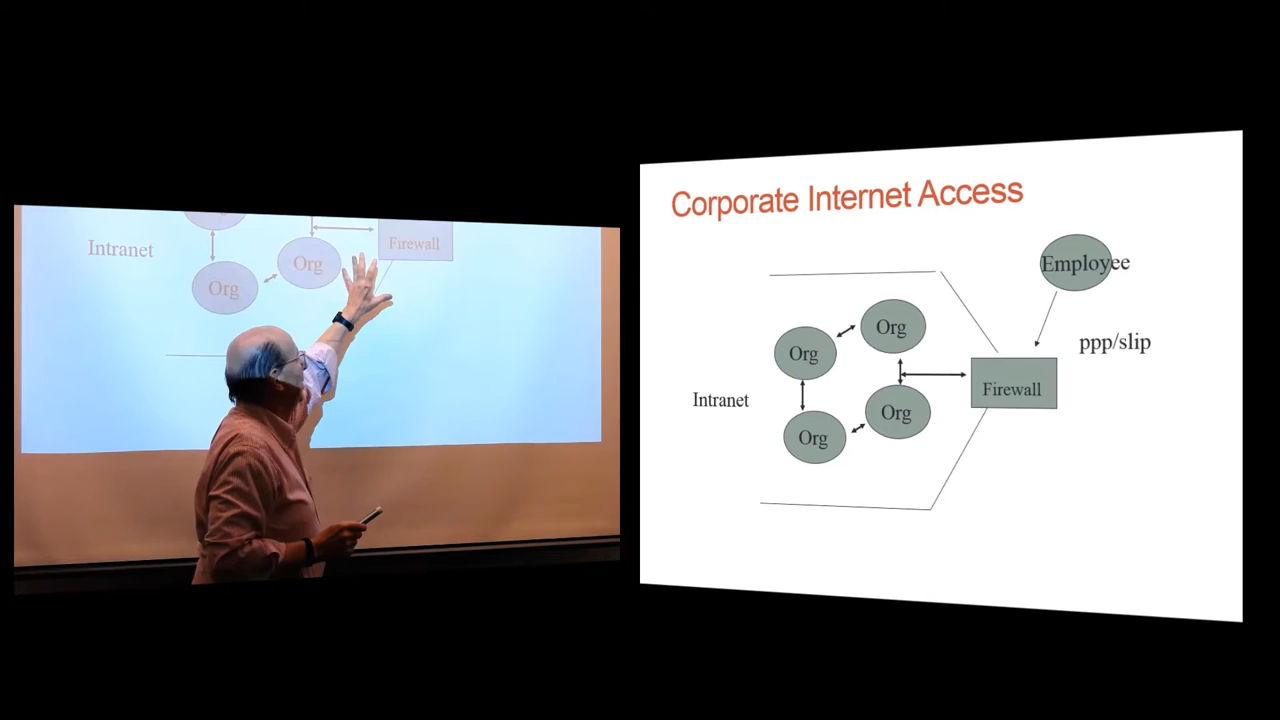 Intranet
Org
Org
Firewall
Corporate Internet Access
Employee
ppp/slip
Org
Org
Firewall
Intranet
Org
Org